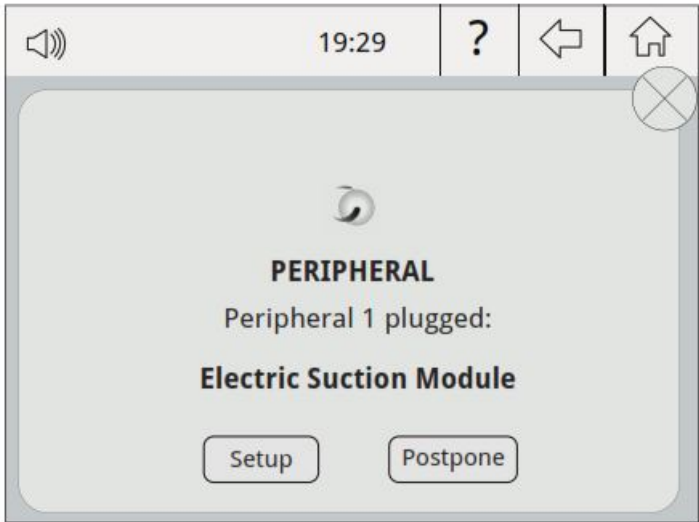 19:29 ?
PERIPHERAL
Peripheral 1 plugged:
Electric Suction Module
Setup Postpone